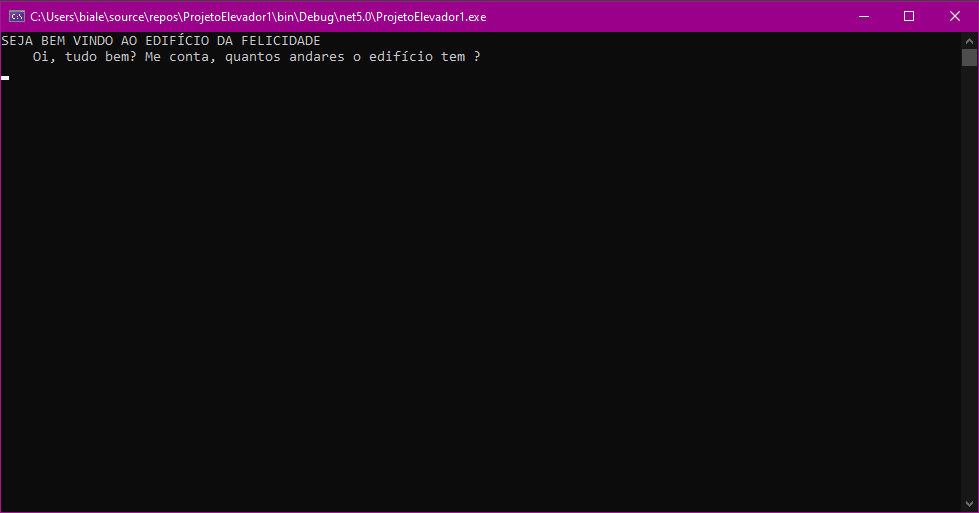 C:\Users\biale\source\repos\ProjetoElevador1\bin\Debug\net5.0\ProjetoElevador1.exe
SEJA BEM VINDO AO EDIFÍCIO DA FELICIDADE
Oi, tudo bem? Me conta, quantos andares o edifício tem ?